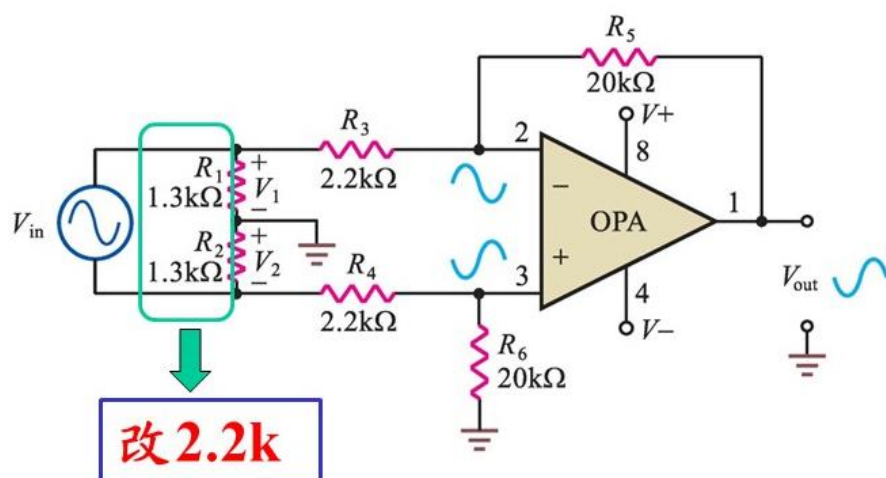 R5
20kΩ
V+
8
R3
2.2kΩ
2
R1
1.3kΩ
+
V1
−
Vin
R2
1.3kΩ
+
V2
−
R4
2.2kΩ
3
−
+
OPA
1
4
V−
Vout
R6
20kΩ
改2.2k